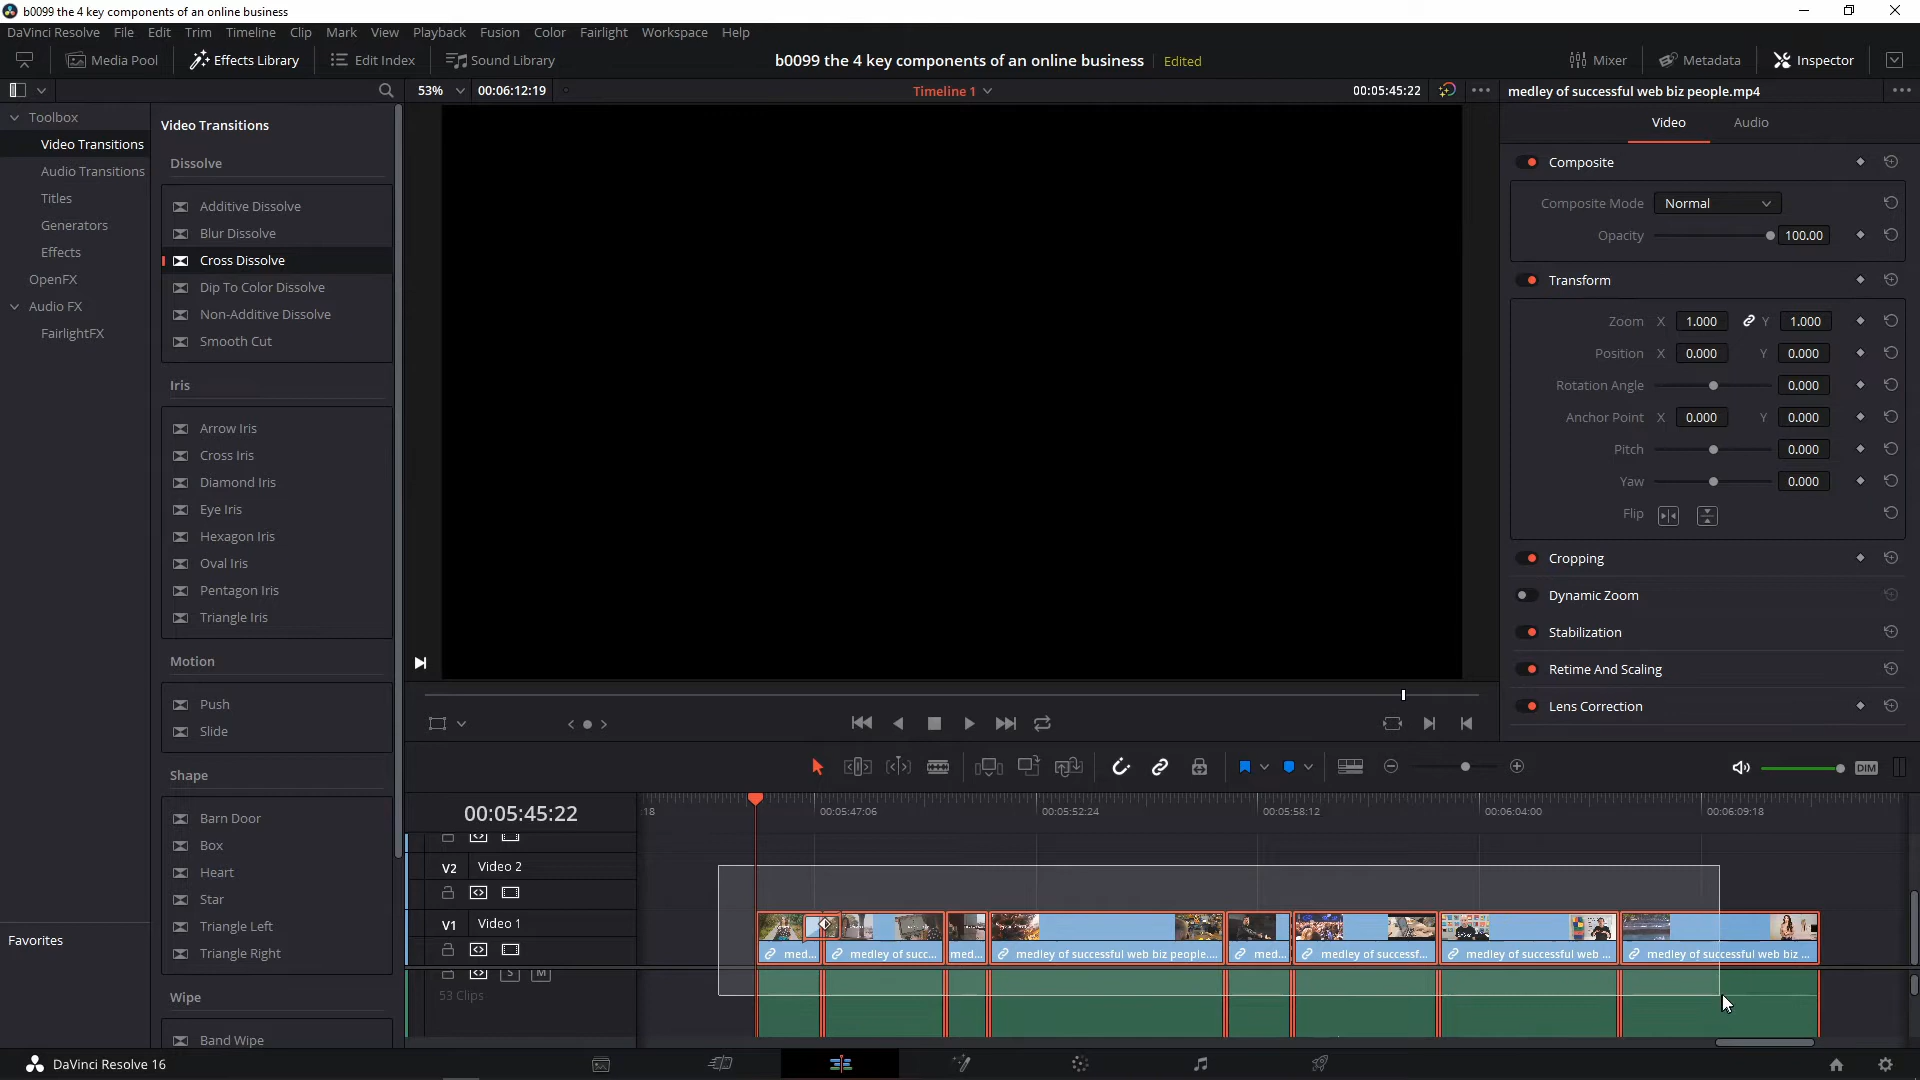 b0099 the 4 key components of an online business
DaVinci Resolve File Edit Trim Timeline Clip Mark View Playback Fusion Color Fairlight Workspace Help
Media Pool Effects Library Edit Index Sound Library b0099 the 4 key components of an online business Edited Mixer Metadata Inspector
53% 00:06:12:19 Timeline 1 00:05:45:22 medley of successful web biz people.mp4
Toolbox
Video Transitions
Audio Transitions
Titles
Generators
Effects
OpenFX
Audio FX
FairlightFX
Favorites
Video Transitions
Dissolve
Additive Dissolve
Blur Dissolve
Cross Dissolve
Dip To Color Dissolve
Non-Additive Dissolve
Smooth Cut
Iris
Arrow Iris
Cross Iris
Diamond Iris
Eye Iris
Hexagon Iris
Oval Iris
Pentagon Iris
Triangle Iris
Motion
Push
Slide
Shape
Barn Door
Box
Heart
Star
Triangle Left
Triangle Right
Wipe
Band Wipe
Video Audio
Composite
Composite Mode Normal
Opacity 100.00
Transform
Zoom X 1.000 Y 1.000
Position X 0.000 Y 0.000
Rotation Angle 0.000
Anchor Point X 0.000 Y 0.000
Pitch 0.000
Yaw 0.000
Flip
Cropping
Dynamic Zoom
Stabilization
Retime And Scaling
Lens Correction
DIM
00:05:45:22 :18 00:05:47:06 00:05:52:24 00:05:58:12 00:06:04:00 00:06:09:18
V2 Video 2
V1 Video 1
med... medley of succ... med... medley of successful web biz people.... med... medley of successf... medley of successful web ... medley of successful web biz ...
S M
53 Clips
DaVinci Resolve 16